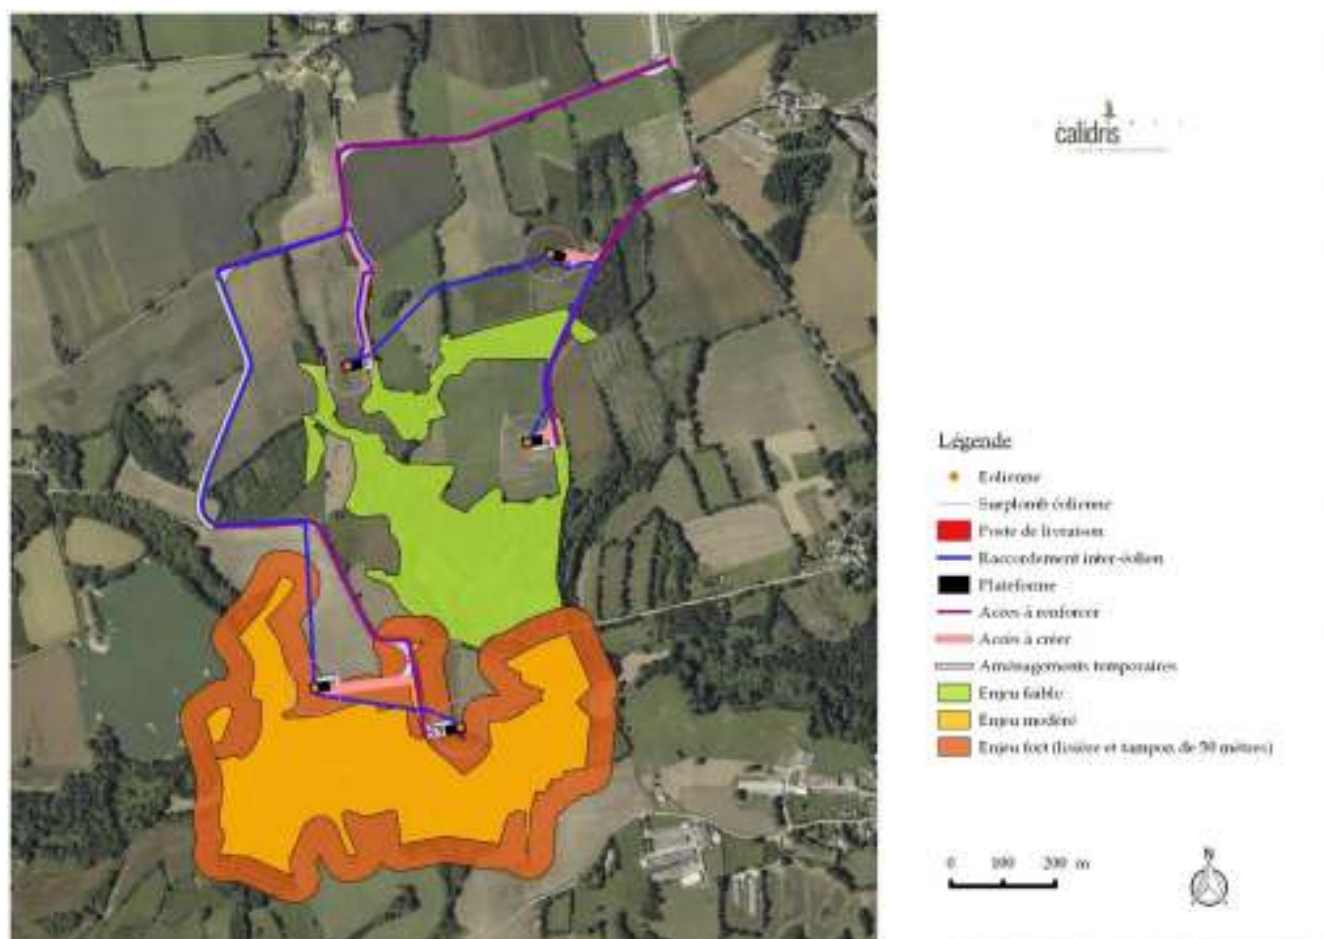 calidris
Légende
Eolienne
Surplomb éolienne
Poste de livraison
Raccordement inter-éolien
Plateforme
Accès à renforcer
Accès à créer
Aménagements temporaires
Enjeu faible
Enjeu modéré
Enjeu fort (lisière et tampon de 50 mètres)
0 100 200 m
N